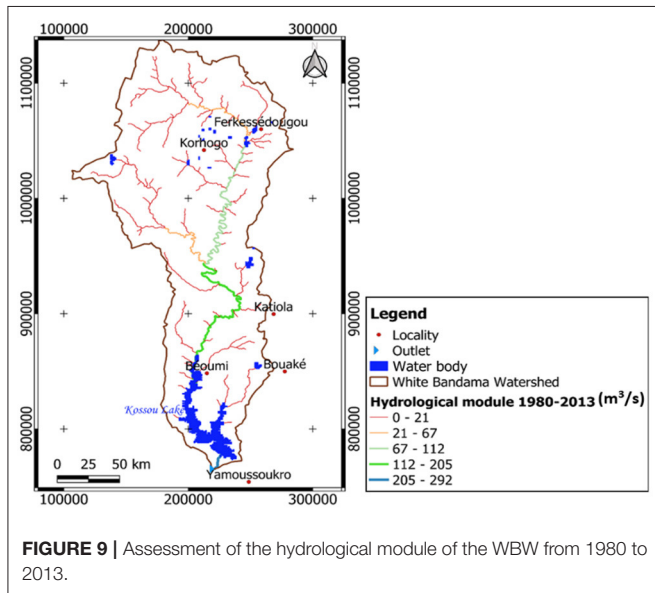 100000 200000 300000
N
1100000 1100000
Ferkessédougou
Korhogo
1000000 1000000
900000 900000
Katiola
Béoumi
Bouaké
Kossou Lake
800000 800000
0 25 50 km
Yamoussoukro
100000 200000 300000
Legend
Locality
Outlet
Water body
White Bandama Watershed
Hydrological module 1980-2013 (m³/s)
0 - 21
21 - 67
67 - 112
112 - 205
205 - 292
FIGURE 9 | Assessment of the hydrological module of the WBW from 1980 to
2013.